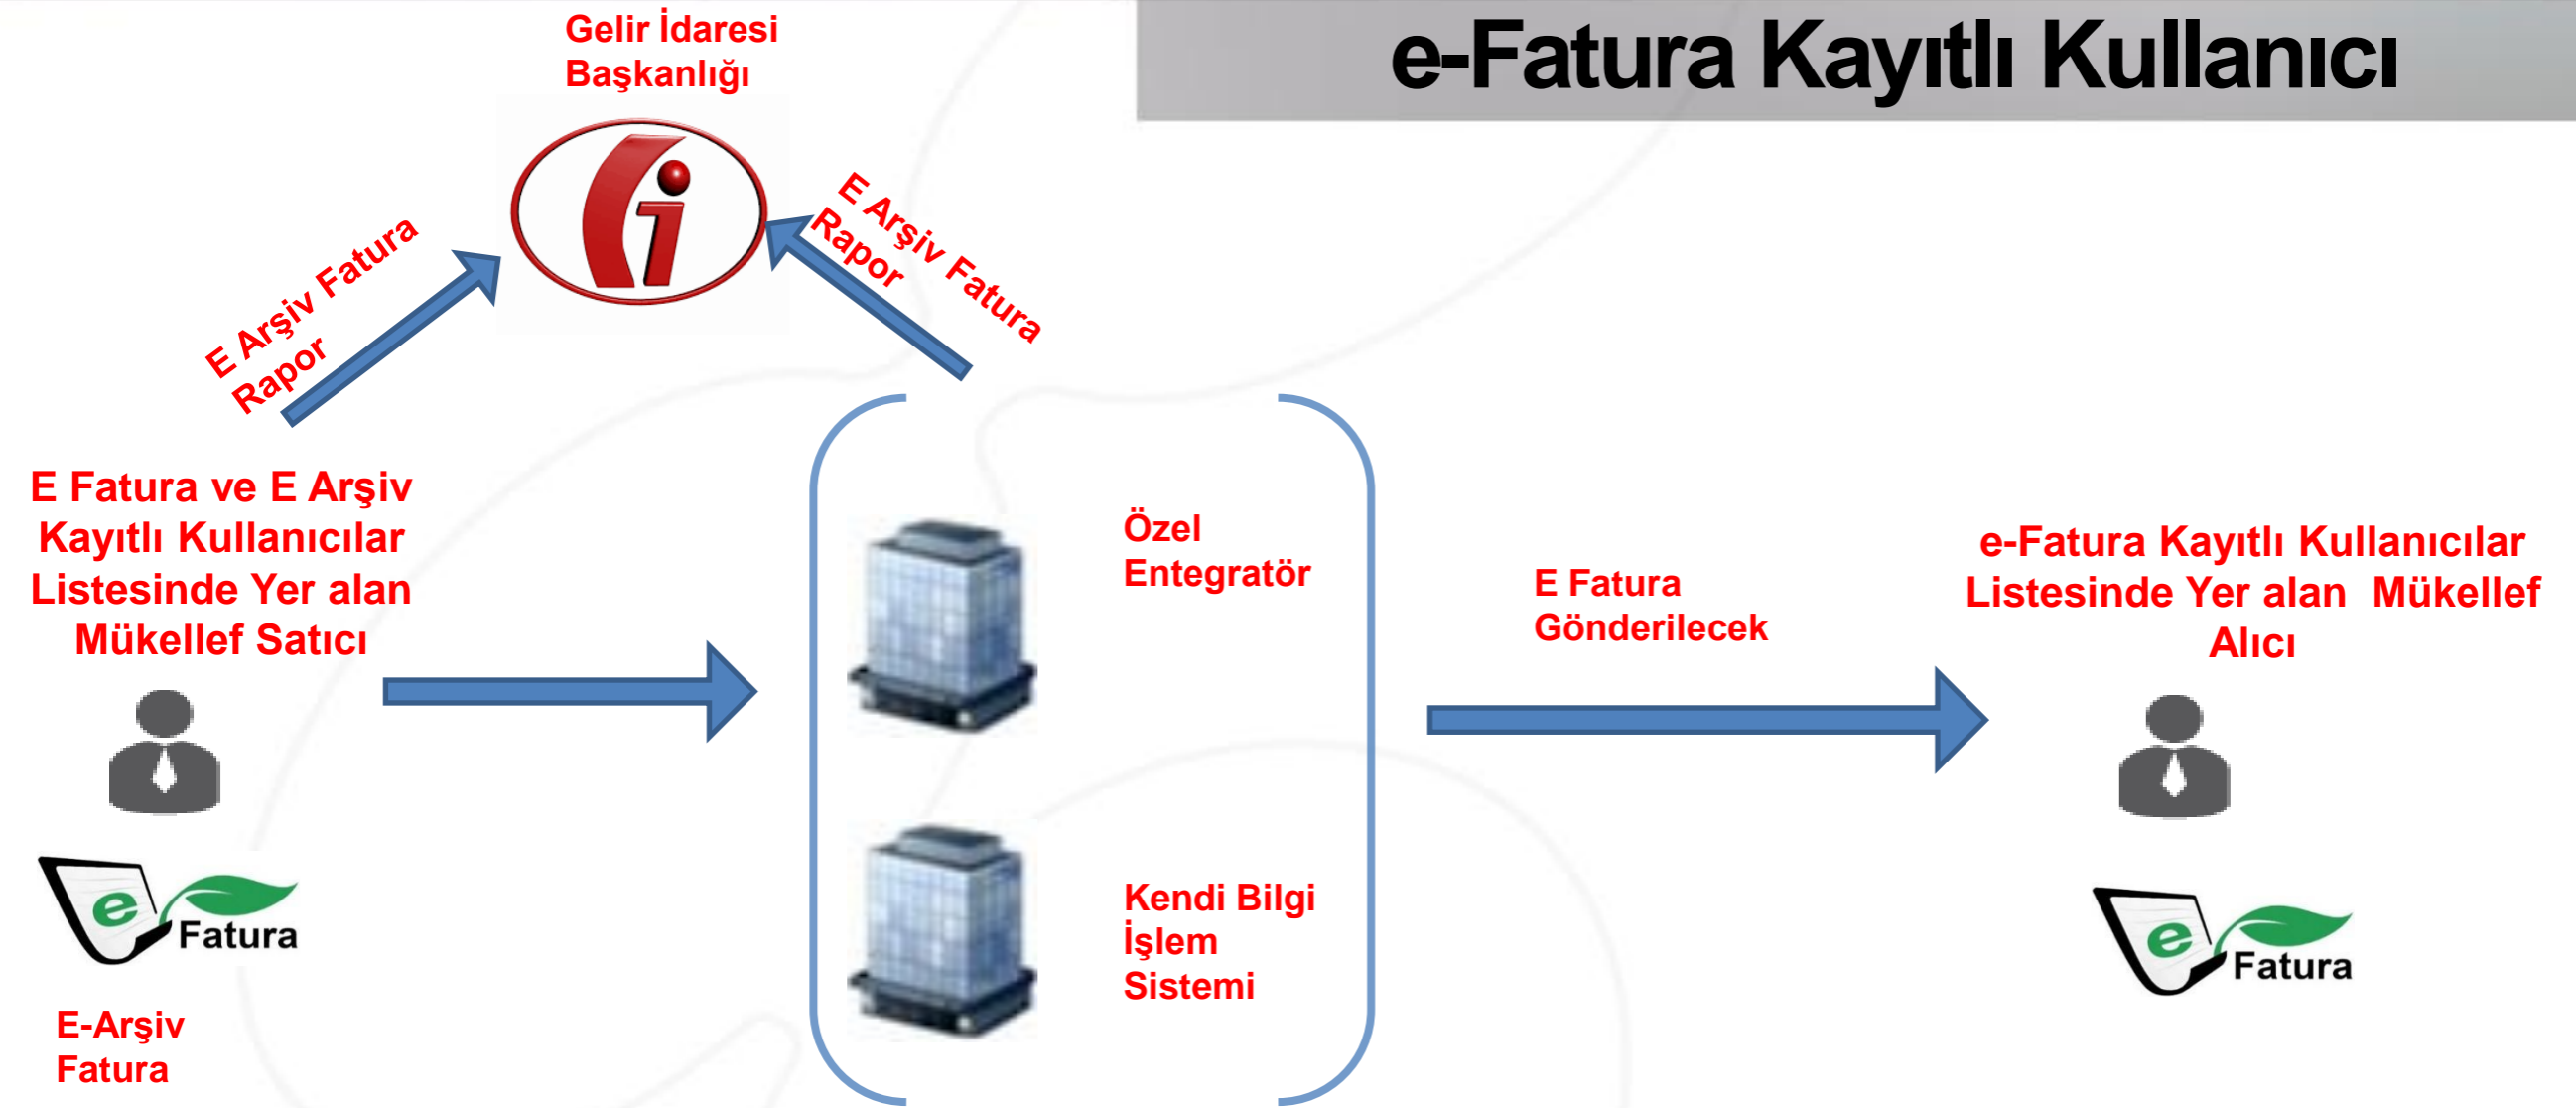 Gelir İdaresi
Başkanlığı
e-Fatura Kayıtlı Kullanıcı
E Arşiv Fatura
Rapor
E Arşiv Fatura
Rapor
E Fatura ve E Arşiv
Kayıtlı Kullanıcılar
Listesinde Yer alan
Mükellef Satıcı
Özel
Entegratör
E Fatura
Gönderilecek
e-Fatura Kayıtlı Kullanıcılar
Listesinde Yer alan Mükellef
Alıcı
Kendi Bilgi
İşlem
Sistemi
e
Fatura
e
Fatura
E-Arşiv
Fatura